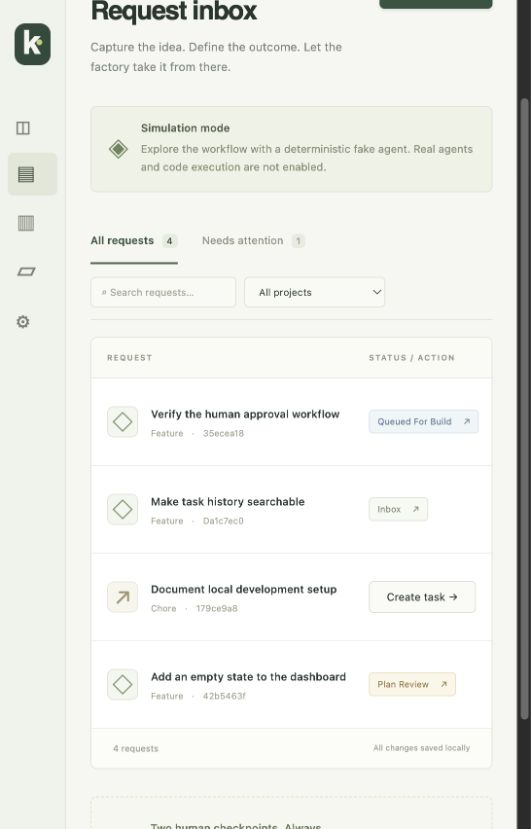 k
Request inbox
Capture the idea. Define the outcome. Let the
factory take it from there.
Simulation mode
Explore the workflow with a deterministic fake agent. Real agents
and code execution are not enabled.
All requests 4 Needs attention 1
Search requests... All projects
REQUEST STATUS / ACTION
Verify the human approval workflow
Feature · 35ecea18
Queued For Build ↗
Make task history searchable
Feature · Da1c7ec0
Inbox ↗
Document local development setup
Chore · 179ce9a8
Create task →
Add an empty state to the dashboard
Feature · 42b5463f
Plan Review ↗
4 requests All changes saved locally
Two human checkpoints. Always.